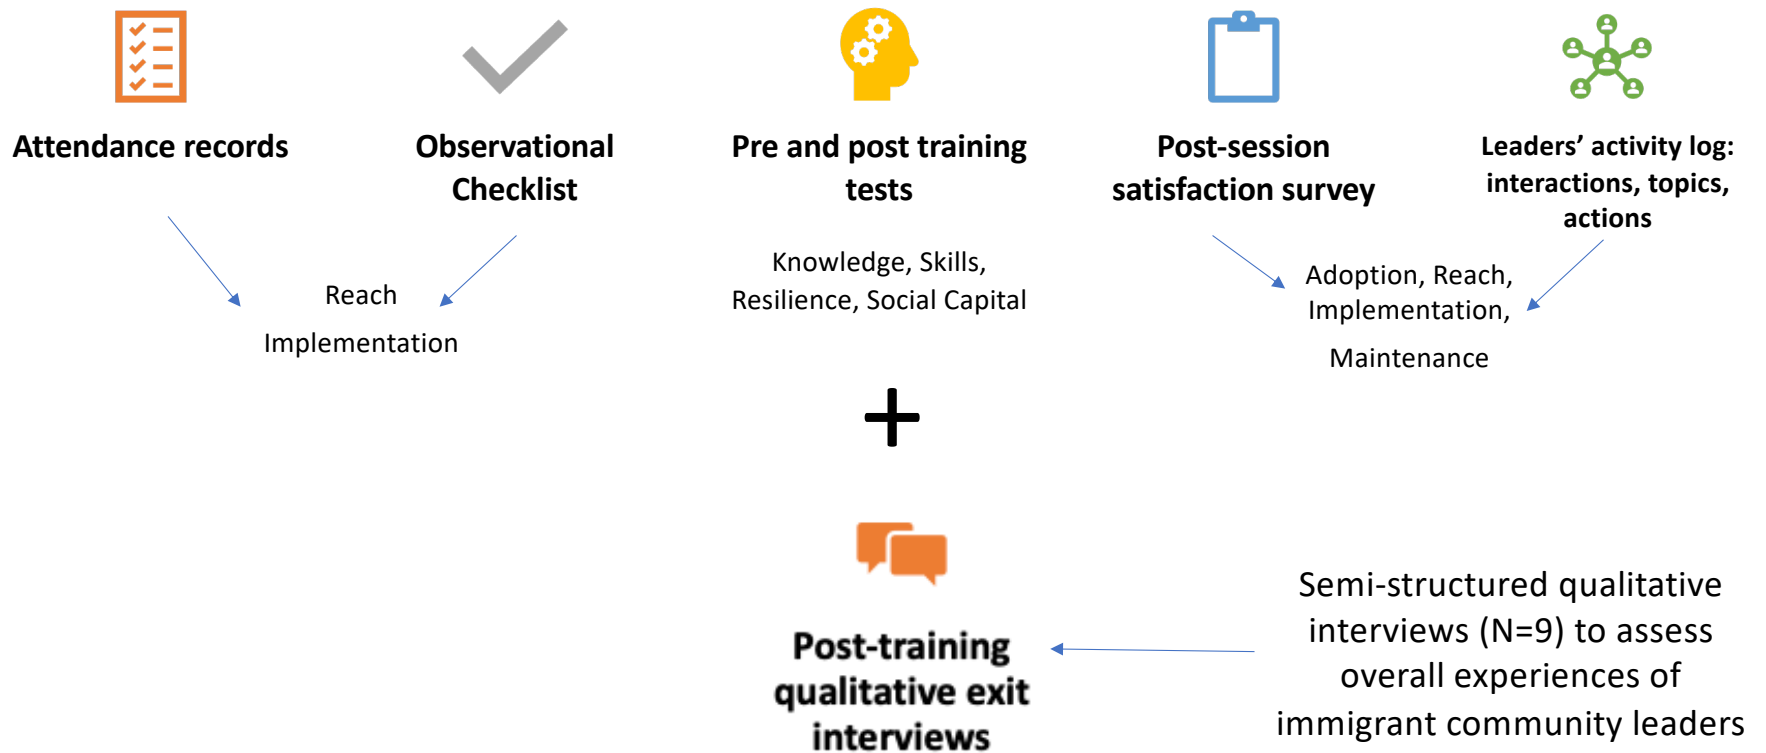 Attendance records
Observational
Checklist
Pre and post training
tests
Post-session
satisfaction survey
Leaders’ activity log:
interactions, topics,
actions
Reach
Implementation
Knowledge, Skills,
Resilience, Social Capital
Adoption, Reach,
Implementation,
Maintenance
+
Post-training
qualitative exit
interviews
Semi-structured qualitative
interviews (N=9) to assess
overall experiences of
immigrant community leaders